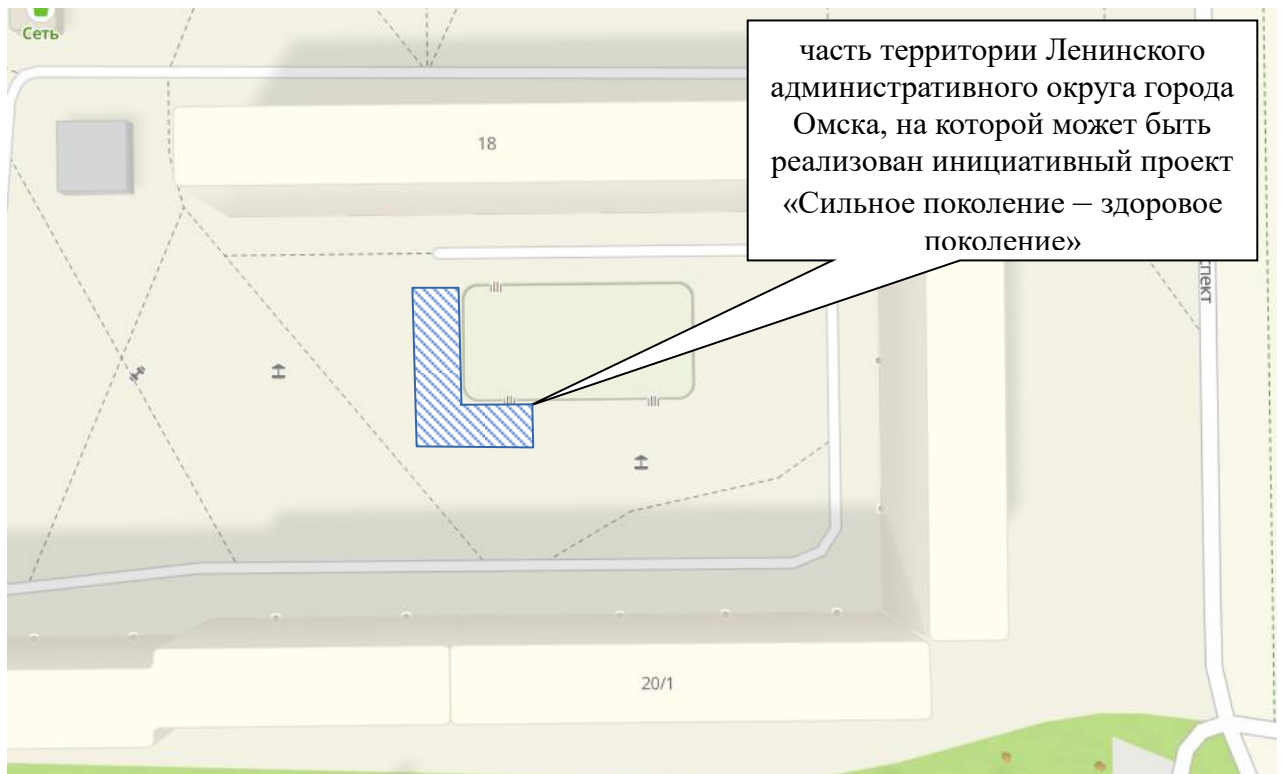 Сеть
часть территории Ленинского
административного округа города
Омска, на которой может быть
реализован инициативный проект
«Сильное поколение – здоровое
поколение»
18
спект
20/1